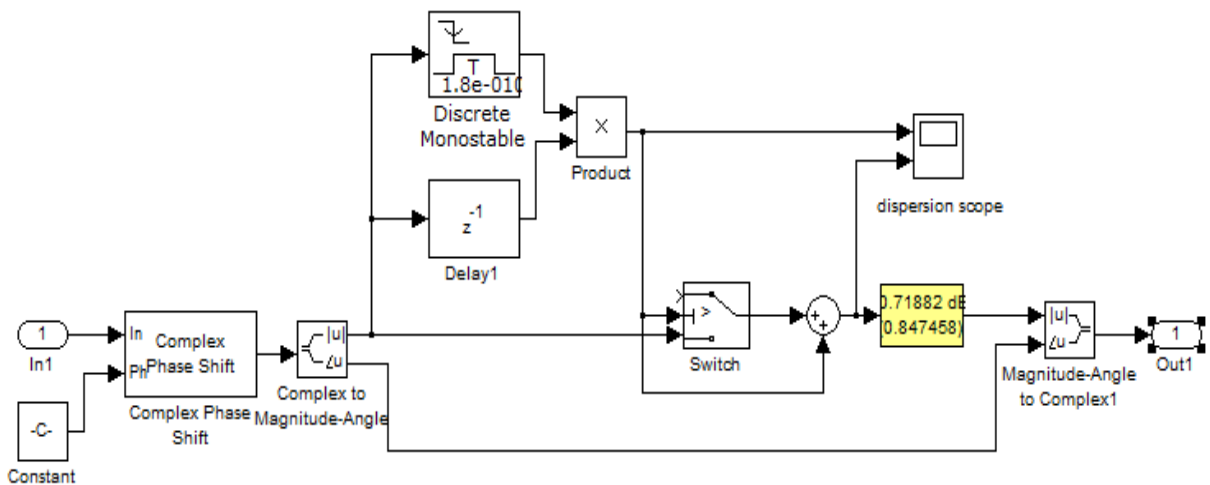 T
1.8e-010
Discrete
Monostable
X
Product
dispersion scope
z
-1
Delay1
0.71882 dB
(0.847458)
>
+
+
Switch
|u|
∠u
Magnitude-Angle
to Complex1
1
Out1
1
In1
In
Ph
Complex
Phase Shift
Complex Phase
Shift
|u|
∠u
Complex to
Magnitude-Angle
-C-
Constant